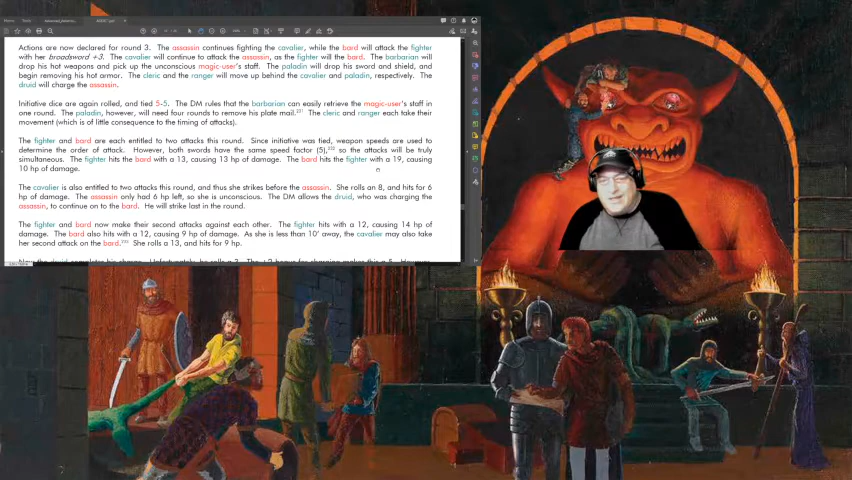 Actions are now declared for round 3. The assassin continues fighting the cavalier, while the bard will attack the fighter
with her broadsword +3. The cavalier will continue to attack the assassin, as the fighter will the bard. The barbarian will
drop his hot weapons and pick up the unconscious magic-user's staff. The paladin will drop his sword and shield, and
begin removing his hot armor. The cleric and the ranger will move up behind the cavalier and paladin, respectively. The
druid will charge the assassin.
Initiative dice are again rolled, and tied 5-5. The DM rules that the barbarian can easily retrieve the magic-user's staff in
one round. The paladin, however, will need four rounds to remove his plate mail. The cleric and ranger each take their
movement (which is of little consequence to the timing of attacks).
The fighter and bard are each entitled to two attacks this round. Since initiative was tied, weapon speeds are used to
determine the order of attack. However, both swords have the same speed factor (5), so the attacks will be truly
simultaneous. The fighter hits the bard with a 13, causing 13 hp of damage. The bard hits the fighter with a 19, causing
10 hp of damage.
The cavalier is also entitled to two attacks this round, and thus she strikes before the assassin. She rolls an 8, and hits for 6
hp of damage. The assassin only had 6 hp left, so she is unconscious. The DM allows the druid, who was charging the
assassin, to continue on to the bard. He will strike last in the round.
The fighter and bard now make their second attacks against each other. The fighter hits with a 12, causing 14 hp of
damage. The bard also hits with a 12, causing 9 hp of damage. As she is less than 10' away, the cavalier may also take
her second attack on the bard. She rolls a 13, and hits for 9 hp.